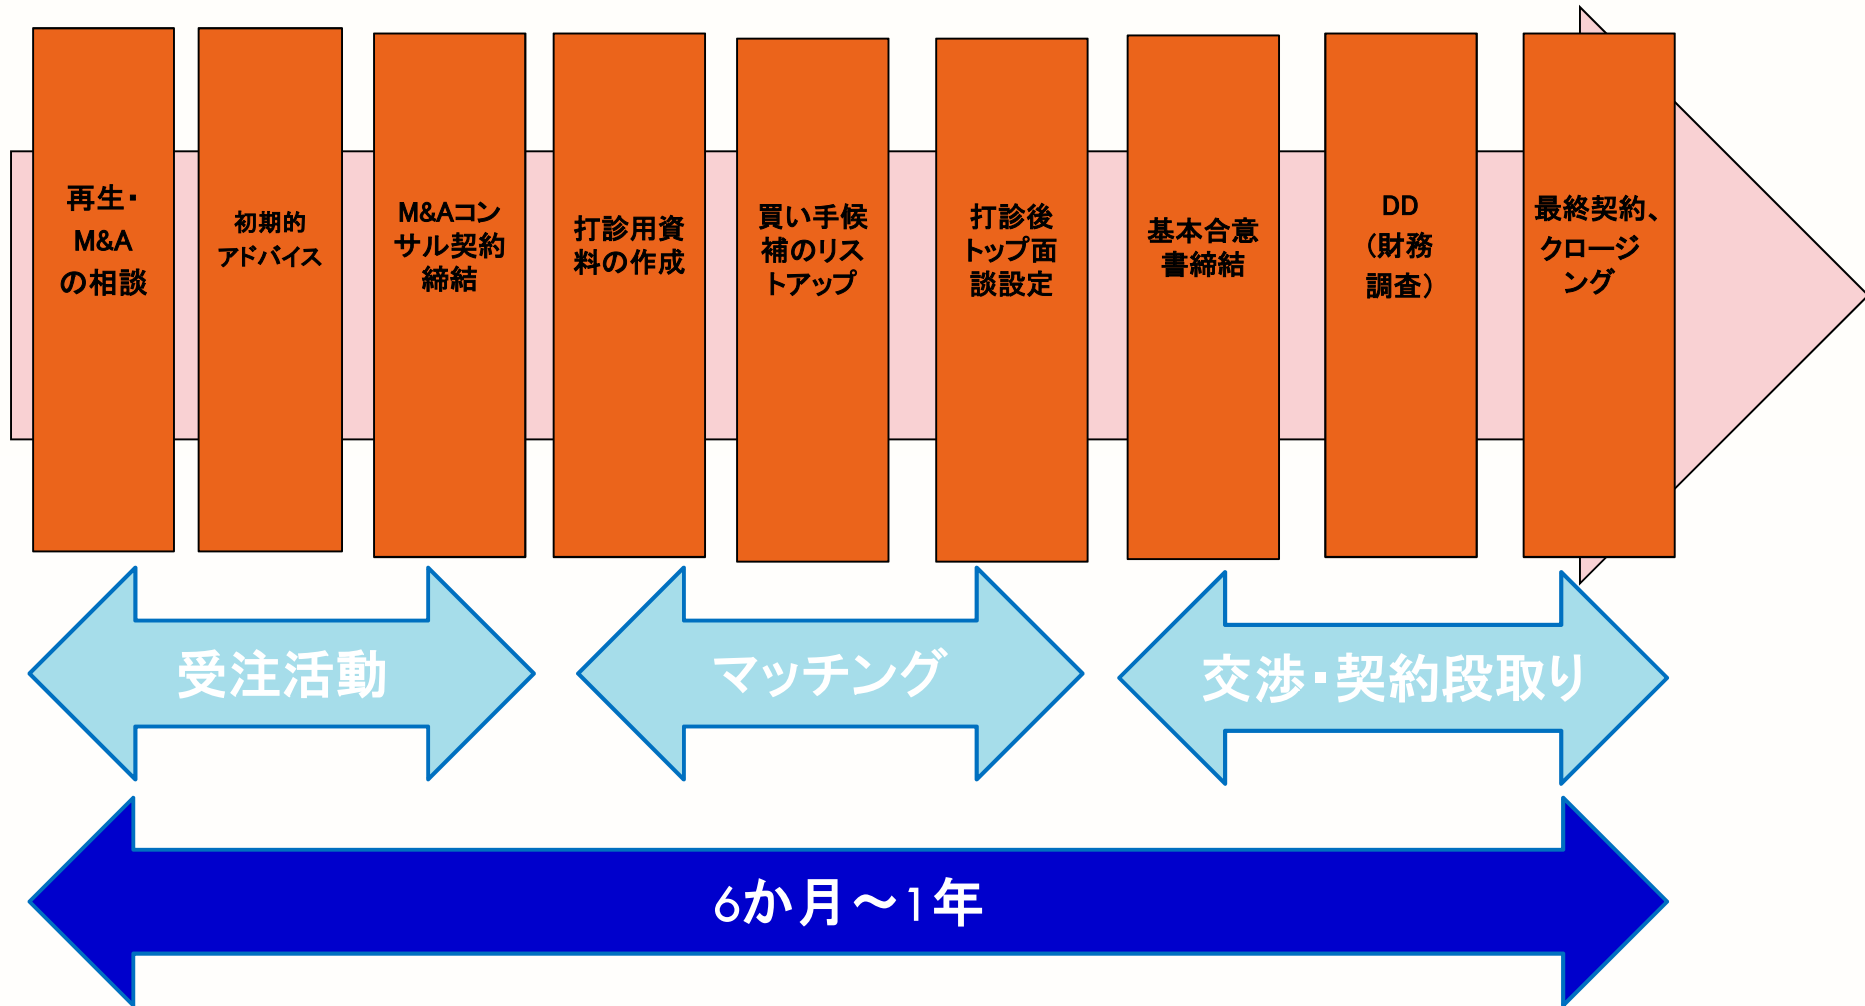 再生・
M&A
の相談
初期的
アドバイス
M&Aコン
サル契約
締結
打診用資
料の作成
買い手候
補のリス
トアップ
打診後
トップ面
談設定
基本合意
書締結
DD
(財務
調査)
最終契約、
クロージ
ング
受注活動
マッチング
交渉・契約段取り
6か月～1年